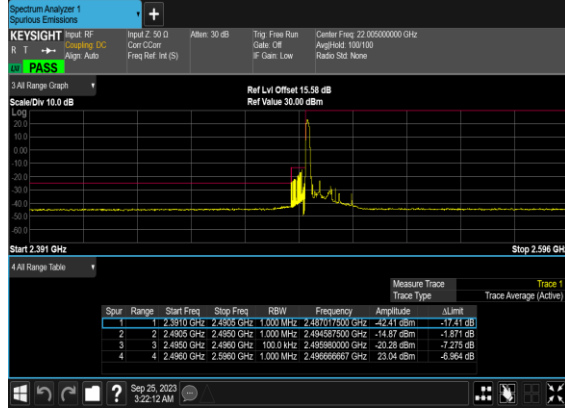 Spectrum Analyzer 1
Spurious Emissions
+
KEYSIGHT Input: RF Input Z: 50 Ω Atten: 30 dB Trig: Free Run Center Freq: 22.005000000 GHz
R T Coupling: DC Corr CCorr Gate: Off Avg|Hold: 100/100
Align: Auto Freq Ref: Int (S) IF Gain: Low Radio Std: None
PASS
3 All Range Graph
Ref Lvl Offset 15.58 dB
Scale/Div 10.0 dB Ref Value 30.00 dBm
Log
20.0
10.0
0.00
-10.0
-20.0
-30.0
-40.0
-50.0
-60.0
Start 2.391 GHz Stop 2.596 GH
4 All Range Table
Measure Trace Trace 1
Trace Type Trace Average (Active)
Spur Range Start Freq Stop Freq RBW Frequency Amplitude ΔLimit
1 1 2.3910 GHz 2.4905 GHz 1.000 MHz 2.487017500 GHz -42.41 dBm -17.41 dB
2 2 2.4905 GHz 2.4950 GHz 1.000 MHz 2.494587500 GHz -14.87 dBm -1.871 dB
3 3 2.4950 GHz 2.4960 GHz 100.0 kHz 2.495980000 GHz -20.28 dBm -7.275 dB
4 4 2.4960 GHz 2.5960 GHz 1.000 MHz 2.496666667 GHz 23.04 dBm -6.964 dB
? Sep 25, 2023
3:22:12 AM